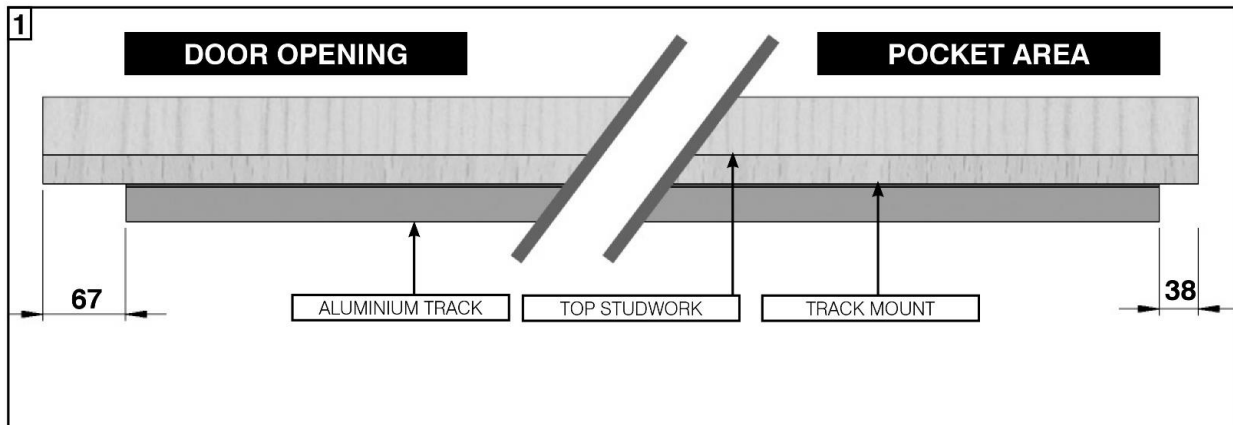 1
DOOR OPENING
POCKET AREA
67
38
ALUMINIUM TRACK
TOP STUDWORK
TRACK MOUNT